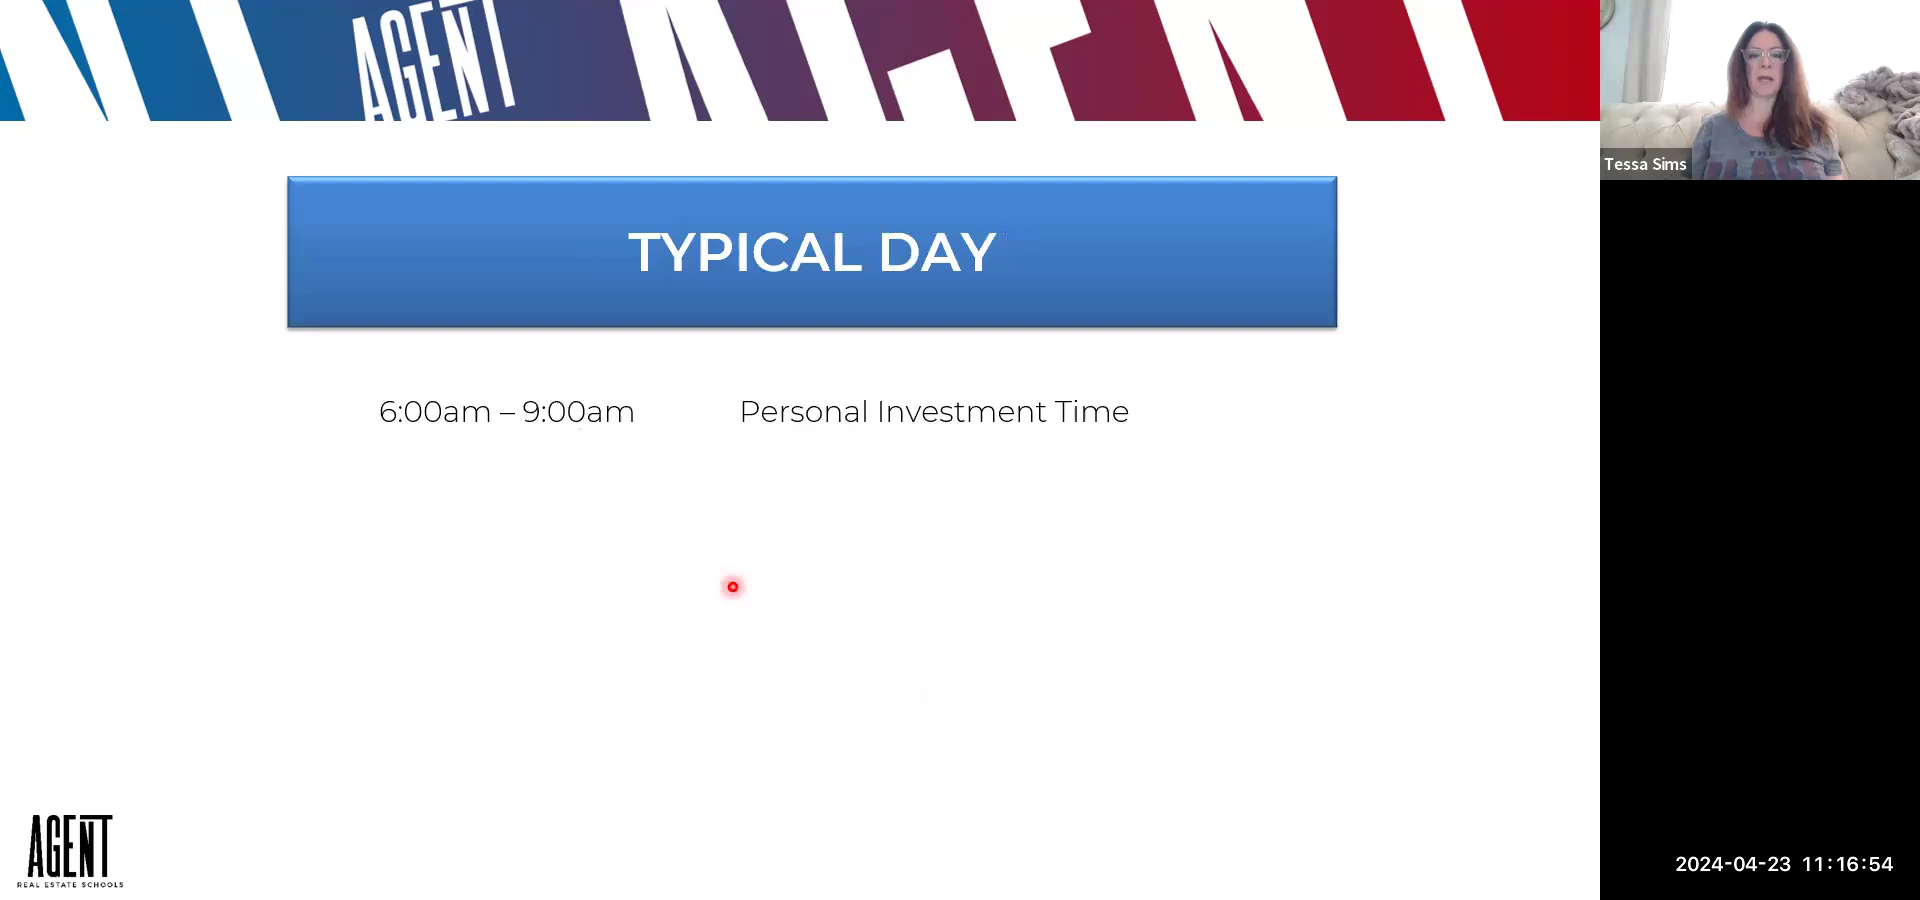 AGENT
TYPICAL DAY
6:00am – 9:00am Personal Investment Time
AGENT
REAL ESTATE SCHOOLS
Tessa Sims
THE
2024-04-23 11:16:54